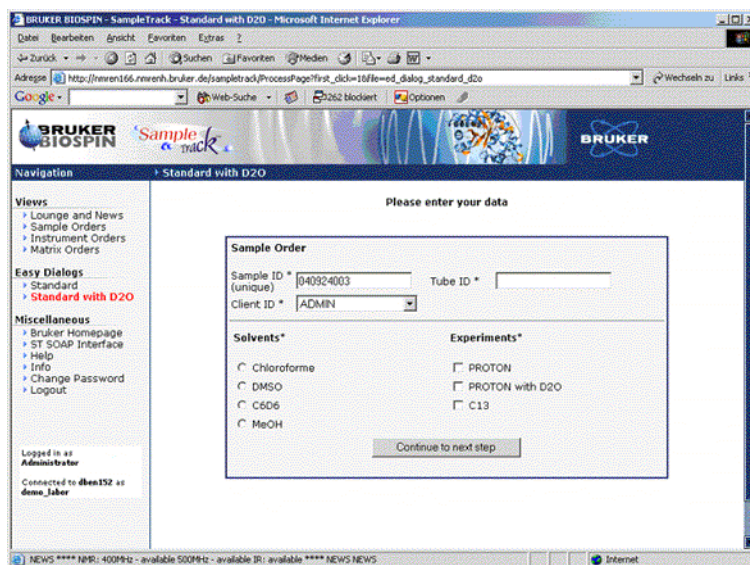 BRUKER BIOSPIN - SampleTrack - Standard with D2O - Microsoft Internet Explorer
Datei Bearbeiten Ansicht Favoriten Extras ?
Zurück Suchen Favoriten Medien
Adresse http://nmren166.nmrenh.bruker.de/sampletrack/ProcessPage?first_click=1&file=ed_dialog_standard_d2o Wechseln zu Links
Google Web-Suche 262 blockiert Optionen
BRUKER BIOSPIN Sample Track BRUKER
Navigation Standard with D2O
Please enter your data
Views
Lounge and News
Sample Orders
Instrument Orders
Matrix Orders
Easy Dialogs
Standard
Standard with D2O
Miscellaneous
Bruker Homepage
ST SOAP Interface
Help
Info
Change Password
Logout
Logged in as
Administrator
Connected to dben152 as
demo_labor
Sample Order
Sample ID * (unique) 040924003 Tube ID *
Client ID * ADMIN
Solvents* Experiments*
Chloroforme PROTON
DMSO PROTON with D2O
C6D6 C13
MeOH
Continue to next step
NEWS **** NMR: 400MHz - available 500MHz - available IR: available **** NEWS NEWS Internet